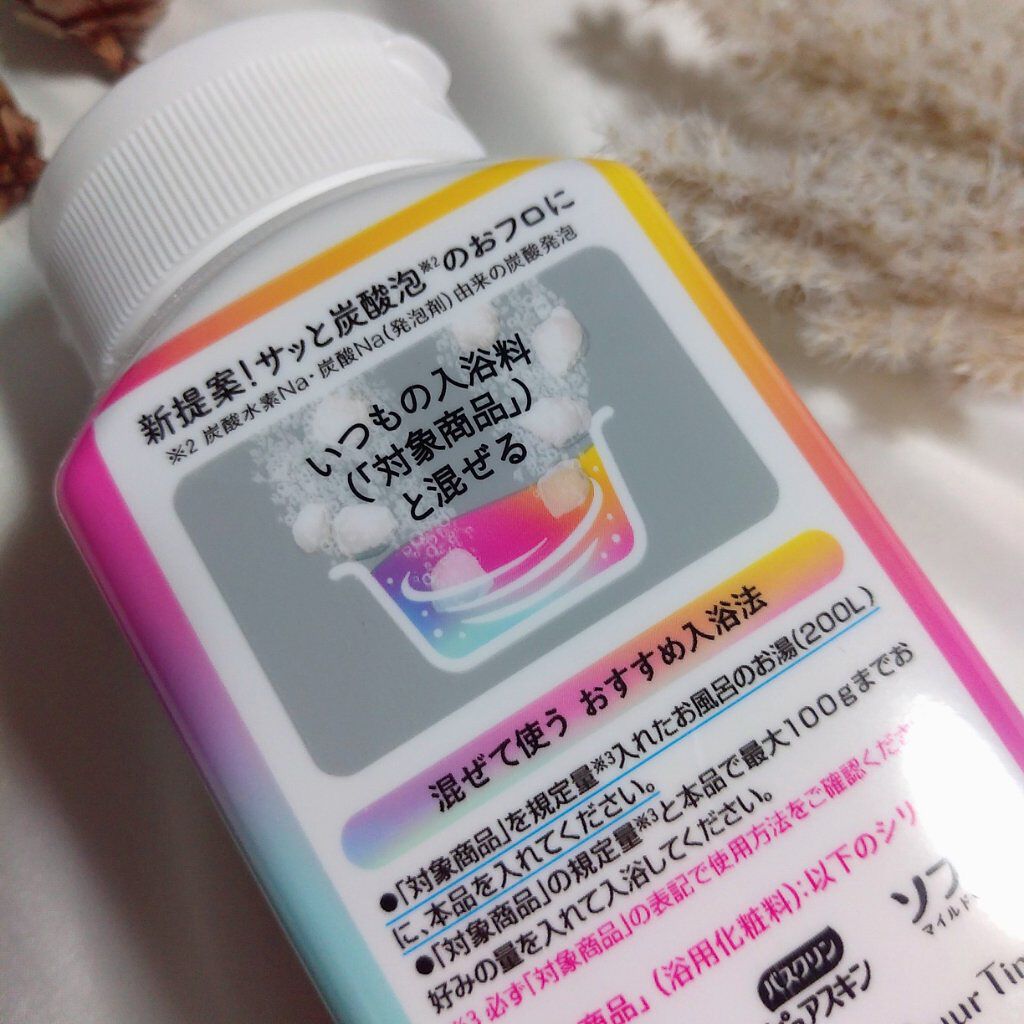 新提案!サッと炭酸泡※2のおフロに
※2 炭酸水素Na・炭酸Na(発泡剤)由来の炭酸発泡
いつもの入浴料
(「対象商品」)
と混ぜる
混ぜて使う おすすめ入浴法
●「対象商品」を規定量※3入れたお風呂のお湯(200L)
に、本品を入れてください。
●「対象商品」の規定量※3と本品で最大100gまでお
好みの量を入れて入浴してください。
※3 必ず「対象商品」の表記で使用方法をご確認くださ
商品」(浴用化粧料):以下のシリ
バスクリン
ピュアスキン
ソフ
マイルド
ur Tim